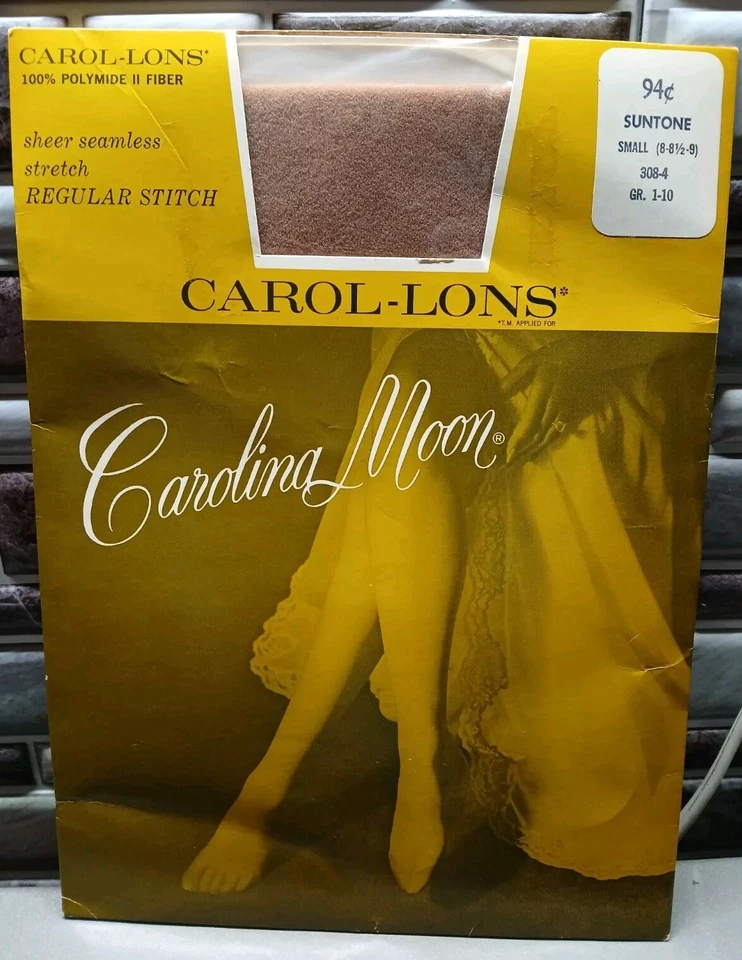 CAROL-LONS*
100% POLYMIDE II FIBER
sheer seamless
stretch
REGULAR STITCH
94¢
SUNTONE
SMALL (8-8½-9)
308-4
GR. 1-10
CAROL-LONS*
*T.M. APPLIED FOR
Carolina Moon®